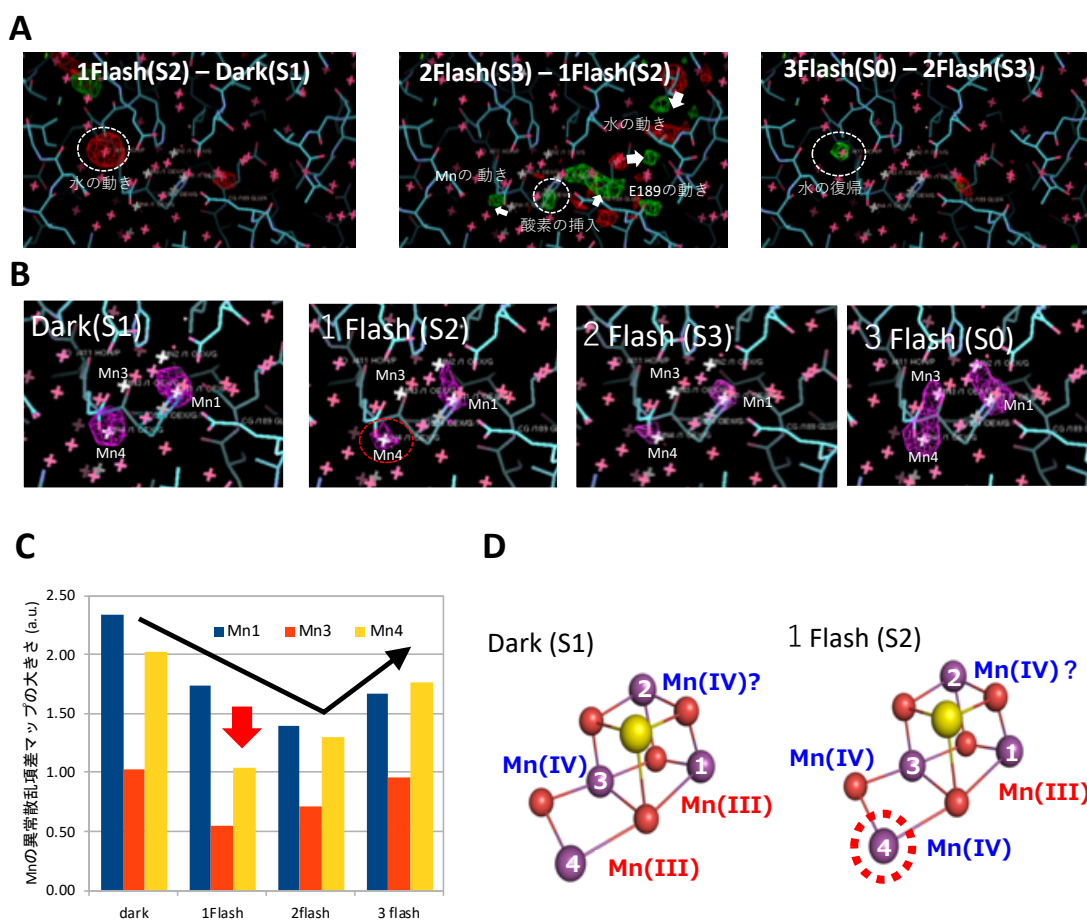 A
1Flash(S2) – Dark(S1)
水の動き
2Flash(S3) – 1Flash(S2)
水の動き
Mnの 動き
E189の動き
酸素の挿入
3Flash(S0) – 2Flash(S3)
水の復帰
B
Dark(S1)
Mn3
Mn1
Mn4
1 Flash (S2)
Mn3
Mn1
Mn4
2 Flash (S3)
Mn3
Mn1
Mn4
3 Flash (S0)
Mn3
Mn1
Mn4
C
Mnの異常散乱項差マップの大きさ (a.u.)
2.50
2.00
1.50
1.00
0.50
0.00
Mn1 Mn3 Mn4
dark 1Flash 2flash 3 flash
D
Dark (S1)
2
Mn(IV)?
Mn(IV)
3
1
Mn(III)
4
Mn(III)
1 Flash (S2)
2
Mn(IV)？
Mn(IV)
3
1
Mn(III)
4
Mn(IV)